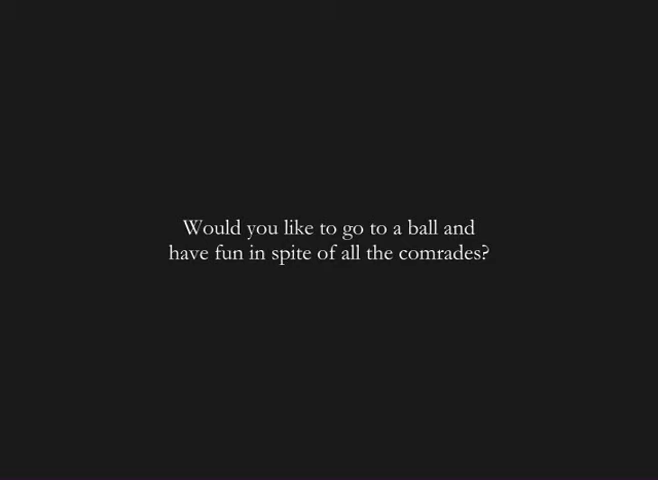 Would you like to go to a ball and
have fun in spite of all the comrades?